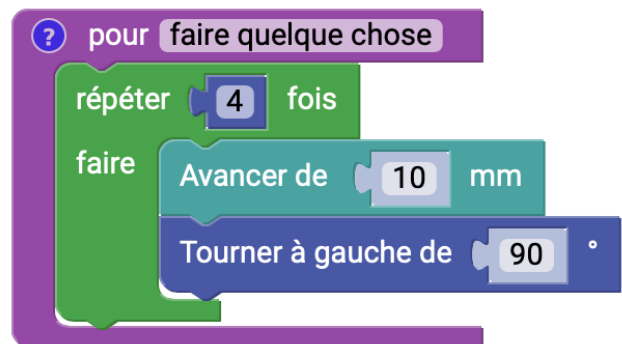 ? pour faire quelque chose
répéter 4 fois
faire Avancer de 10 mm
Tourner à gauche de 90 °